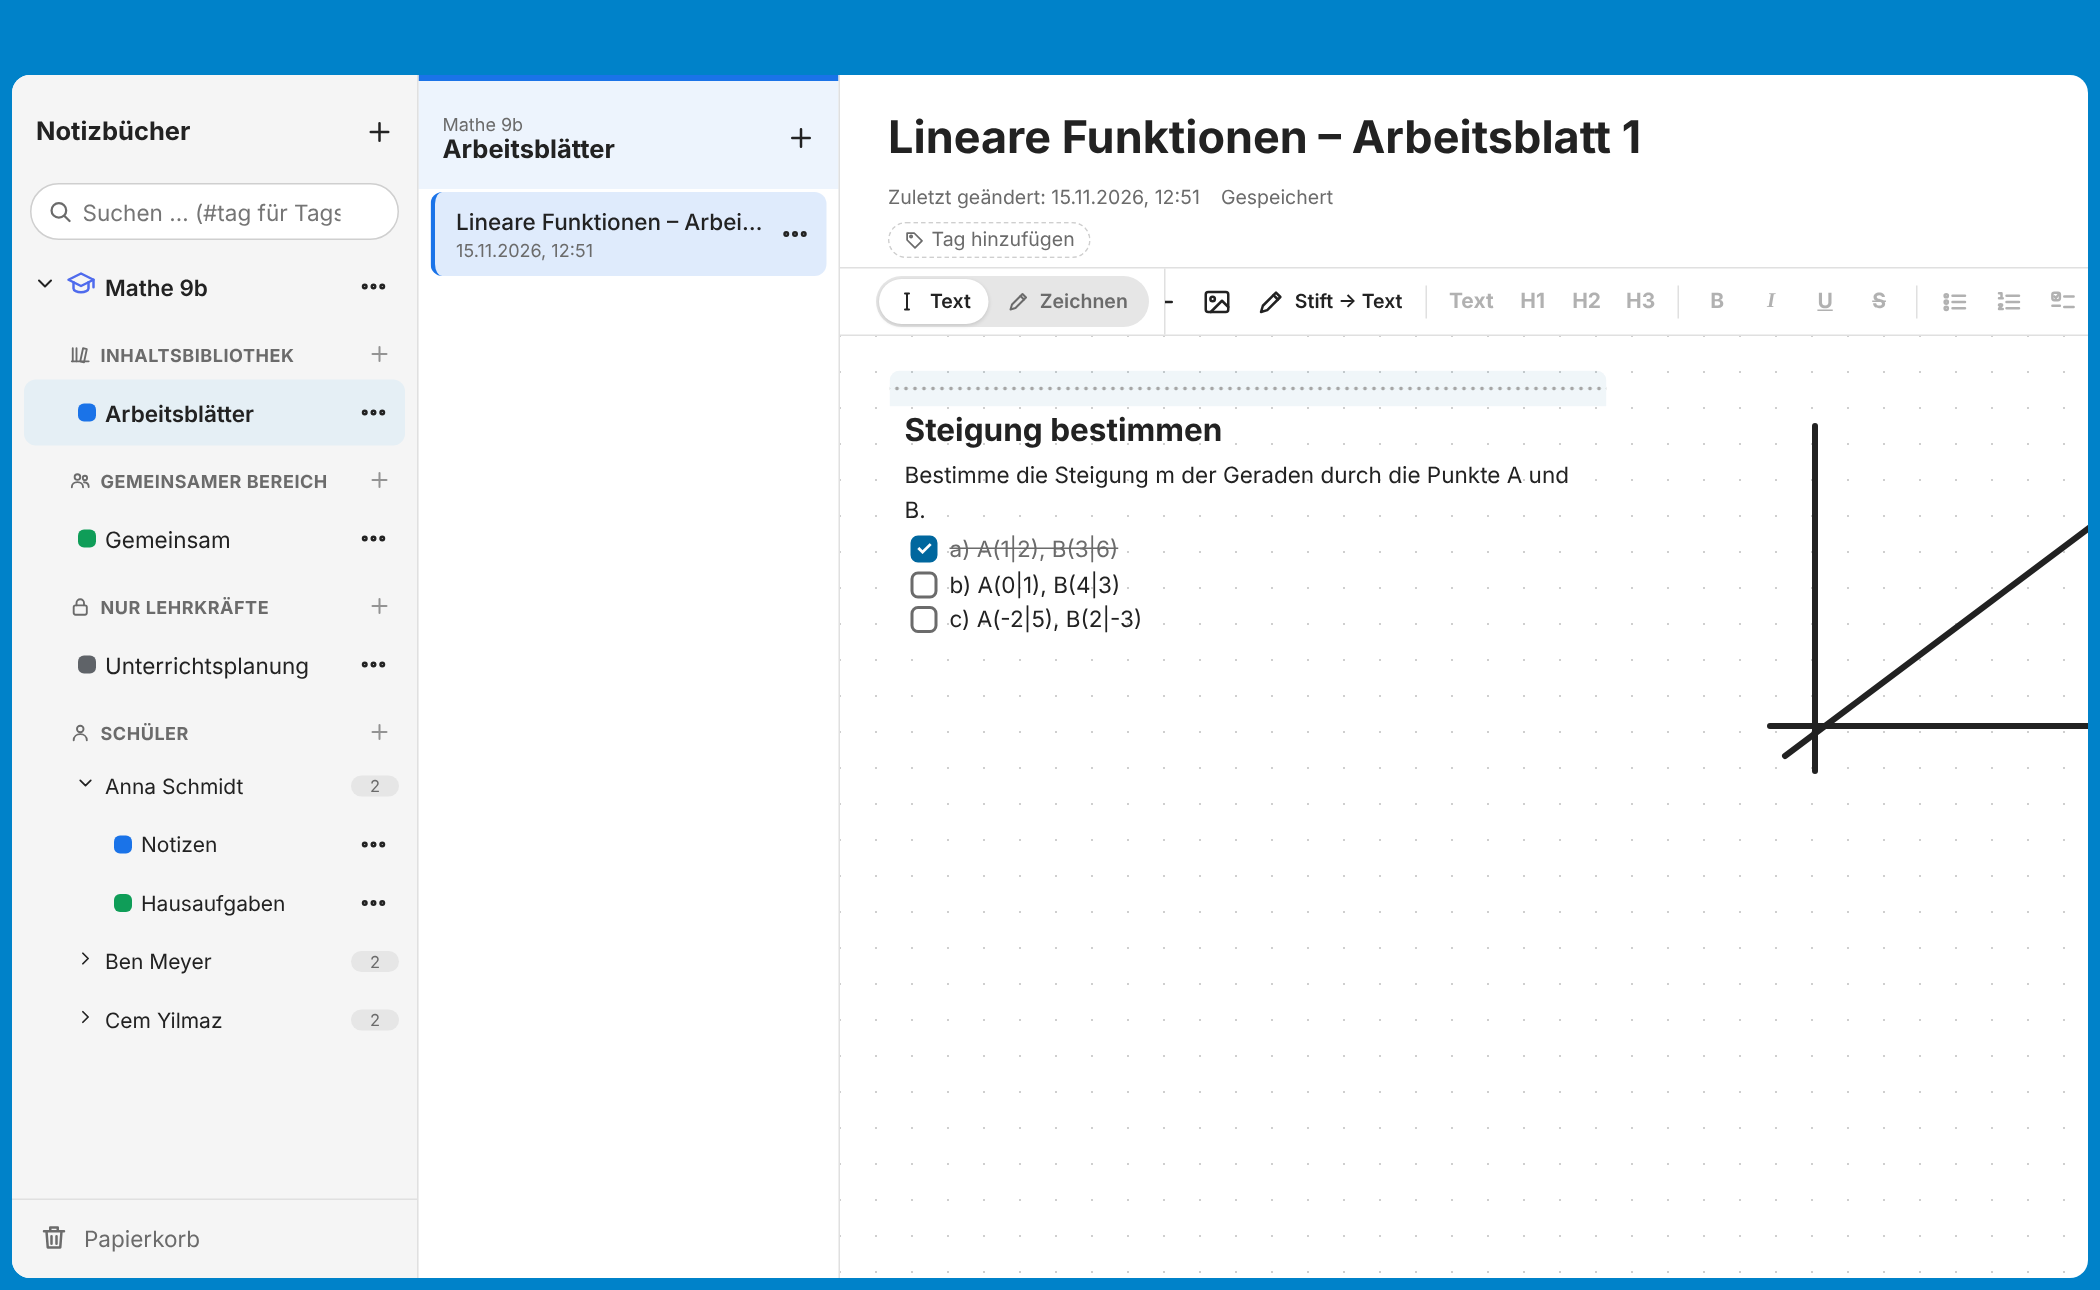 Notizbücher
Suchen ... (#tag für Tags
Mathe 9b
INHALTSBIBLIOTHEK
Arbeitsblätter
GEMEINSAMER BEREICH
Gemeinsam
NUR LEHRKRÄFTE
Unterrichtsplanung
SCHÜLER
Anna Schmidt 2
Notizen
Hausaufgaben
Ben Meyer 2
Cem Yilmaz 2
Papierkorb
Mathe 9b
Arbeitsblätter
Lineare Funktionen – Arbei...
15.11.2026, 12:51
Lineare Funktionen – Arbeitsblatt 1
Zuletzt geändert: 15.11.2026, 12:51 Gespeichert
Tag hinzufügen
Text Zeichnen Stift → Text Text H1 H2 H3 B I U S
Steigung bestimmen
Bestimme die Steigung m der Geraden durch die Punkte A und
B.
a) A(1|2), B(3|6)
b) A(0|1), B(4|3)
c) A(-2|5), B(2|-3)